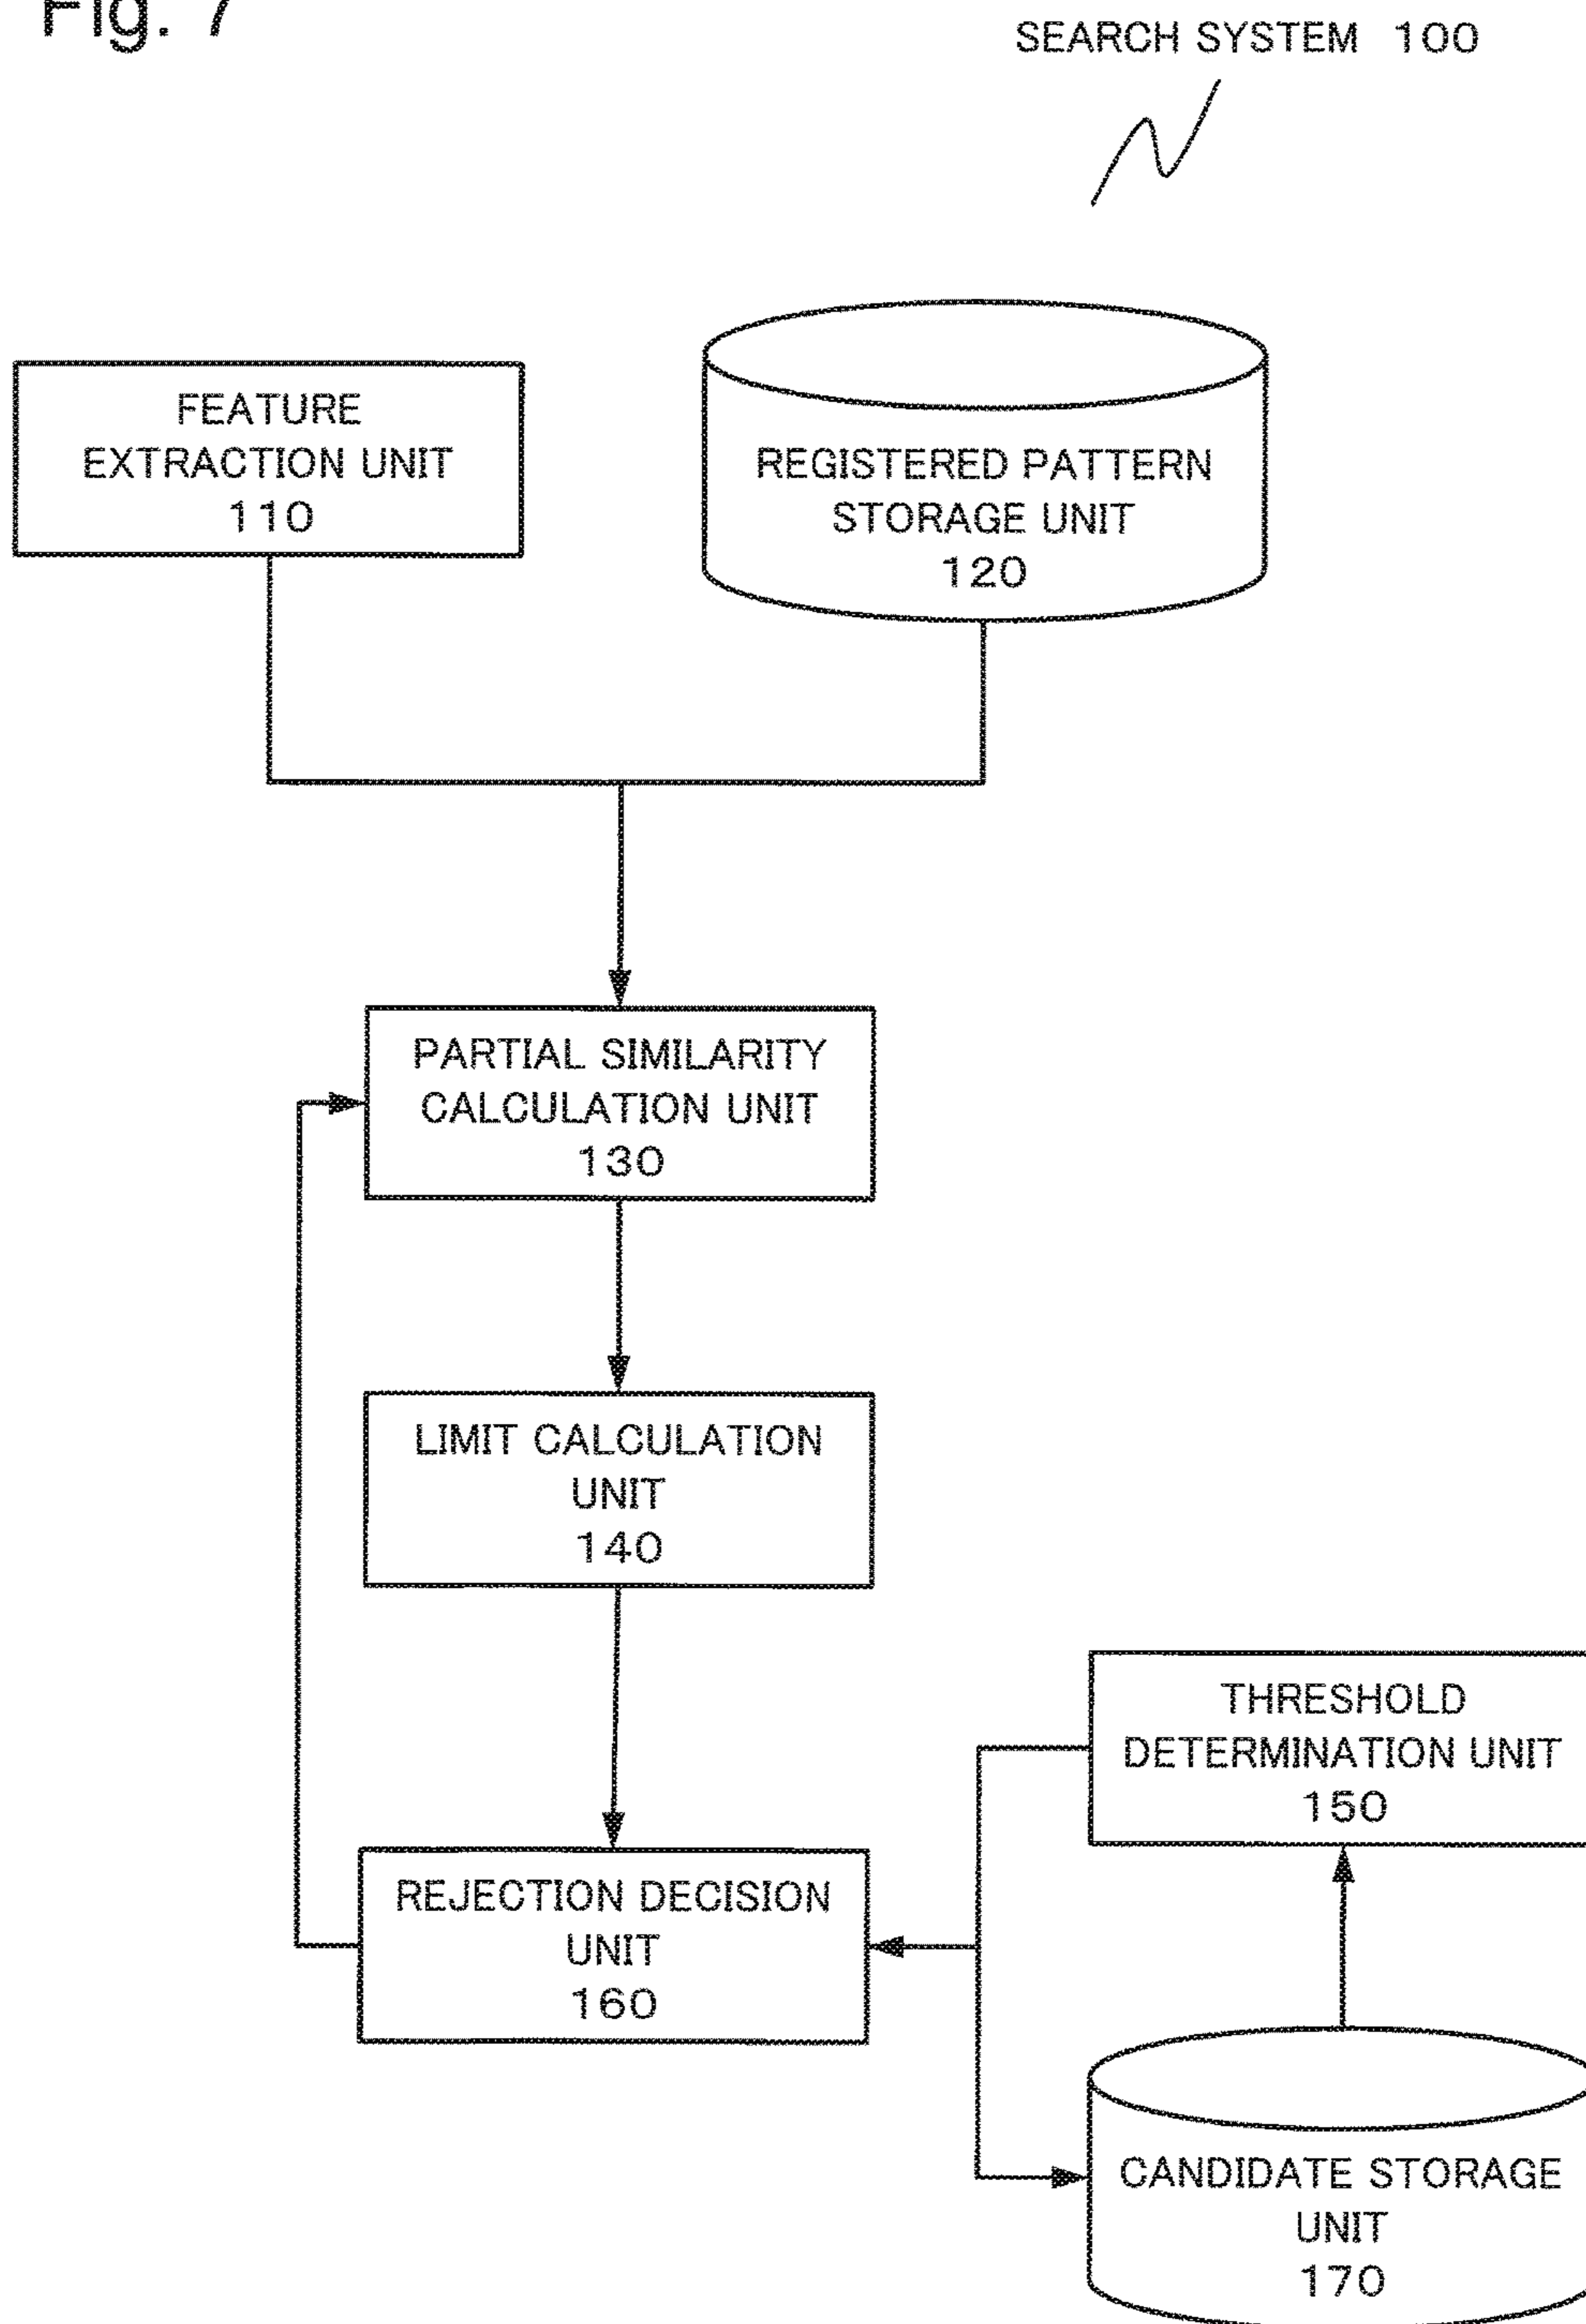 Fig. 7
SEARCH SYSTEM 100
FEATURE
EXTRACTION UNIT
110
REGISTERED PATTERN
STORAGE UNIT
120
PARTIAL SIMILARITY
CALCULATION UNIT
130
LIMIT CALCULATION
UNIT
140
THRESHOLD
DETERMINATION UNIT
150
REJECTION DECISION
UNIT
160
CANDIDATE STORAGE
UNIT
170